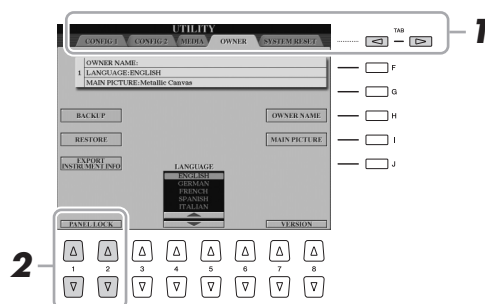 UTILITY
CONFIG 1 CONFIG 2 MEDIA OWNER SYSTEM RESET
TAB
1
OWNER NAME:
1 LANGUAGE:ENGLISH
MAIN PICTURE:Metallic Canvas
F
G
BACKUP OWNER NAME H
RESTORE MAIN PICTURE I
EXPORT
INSTRUMENT INFO
J
LANGUAGE
ENGLISH
GERMAN
FRENCH
SPANISH
ITALIAN
PANEL LOCK VERSION
2
1 2 3 4 5 6 7 8